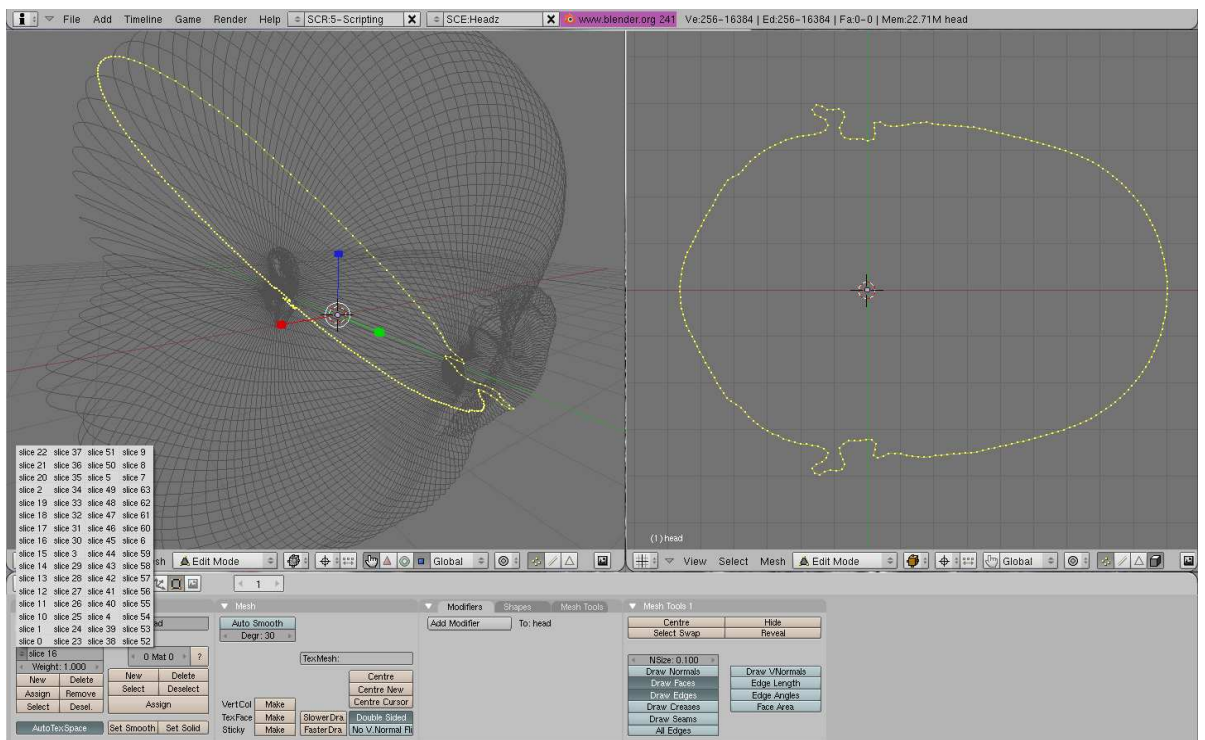 File Add Timeline Game Render Help SCR:5-Scripting X SCE:Headz X www.blender.org 241 Ve:256-16384 | Ed:256-16384 | Fa:0-0 | Mem:22.71M head
(1) head
slice 22 slice 37 slice 51 slice 9
slice 21 slice 36 slice 50 slice 8
slice 20 slice 35 slice 5 slice 7
slice 2 slice 34 slice 49 slice 63
slice 19 slice 33 slice 48 slice 62
slice 18 slice 32 slice 47 slice 61
slice 17 slice 31 slice 46 slice 60
slice 16 slice 30 slice 45 slice 6
slice 15 slice 3 slice 44 slice 59
slice 14 slice 29 slice 43 slice 58
slice 13 slice 28 slice 42 slice 57
slice 12 slice 27 slice 41 slice 56
slice 11 slice 26 slice 40 slice 55
slice 10 slice 25 slice 4 slice 54
slice 1 slice 24 slice 39 slice 53
slice 0 slice 23 slice 38 slice 52
sh Edit Mode Global
View Select Mesh Edit Mode Global
1
ad
slice 16
0 Mat 0 ?
Weight: 1.000
New Delete New Delete
Assign Remove Select Deselect
Select Desel. Assign
AutoTexSpace Set Smooth Set Solid
Mesh
Auto Smooth
Degr: 30
TexMesh:
Centre
Centre New
VertCol Make Centre Cursor
TexFace Make SlowerDra Double Sided
Sticky Make FasterDra No V.Normal Fli
Modifiers Shapes Mesh Tools
Add Modifier To: head
Mesh Tools 1
Centre Hide
Select Swap Reveal
NSize: 0.100
Draw Normals Draw VNormals
Draw Faces Edge Length
Draw Edges Edge Angles
Draw Creases Face Area
Draw Seams
All Edges